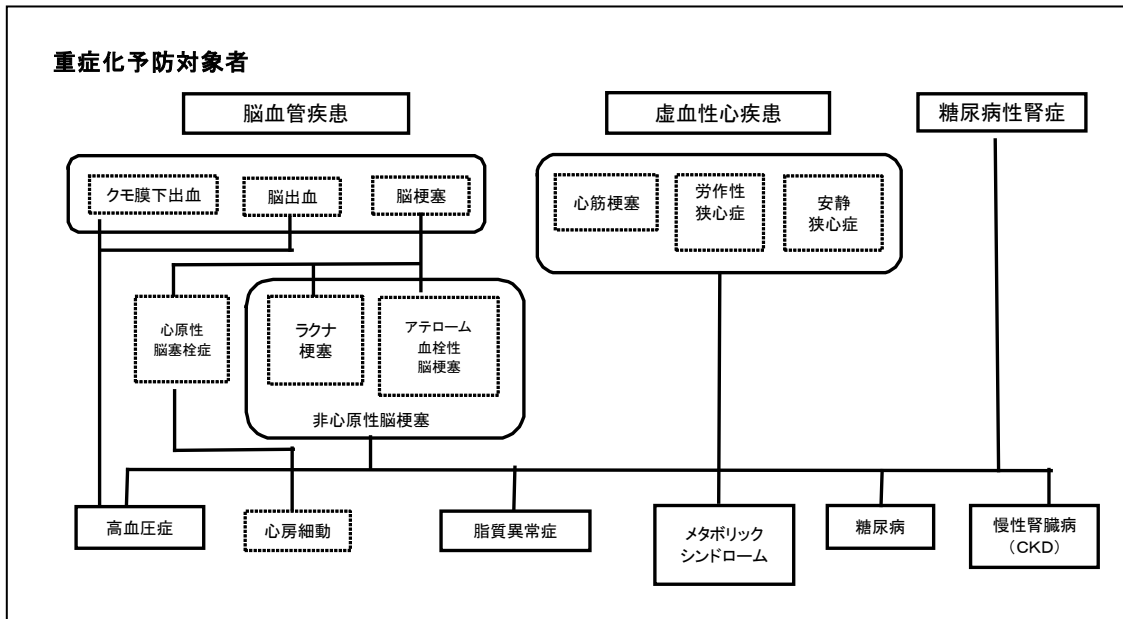 重症化予防対象者
脳血管疾患
虚血性心疾患
糖尿病性腎症
クモ膜下出血
脳出血
脳梗塞
心筋梗塞
労作性
狭心症
安静
狭心症
心原性
脳塞栓症
ラクナ
梗塞
アテローム
血栓性
脳梗塞
非心原性脳梗塞
高血圧症
心房細動
脂質異常症
メタボリック
シンドローム
糖尿病
慢性腎臓病
（CKD）